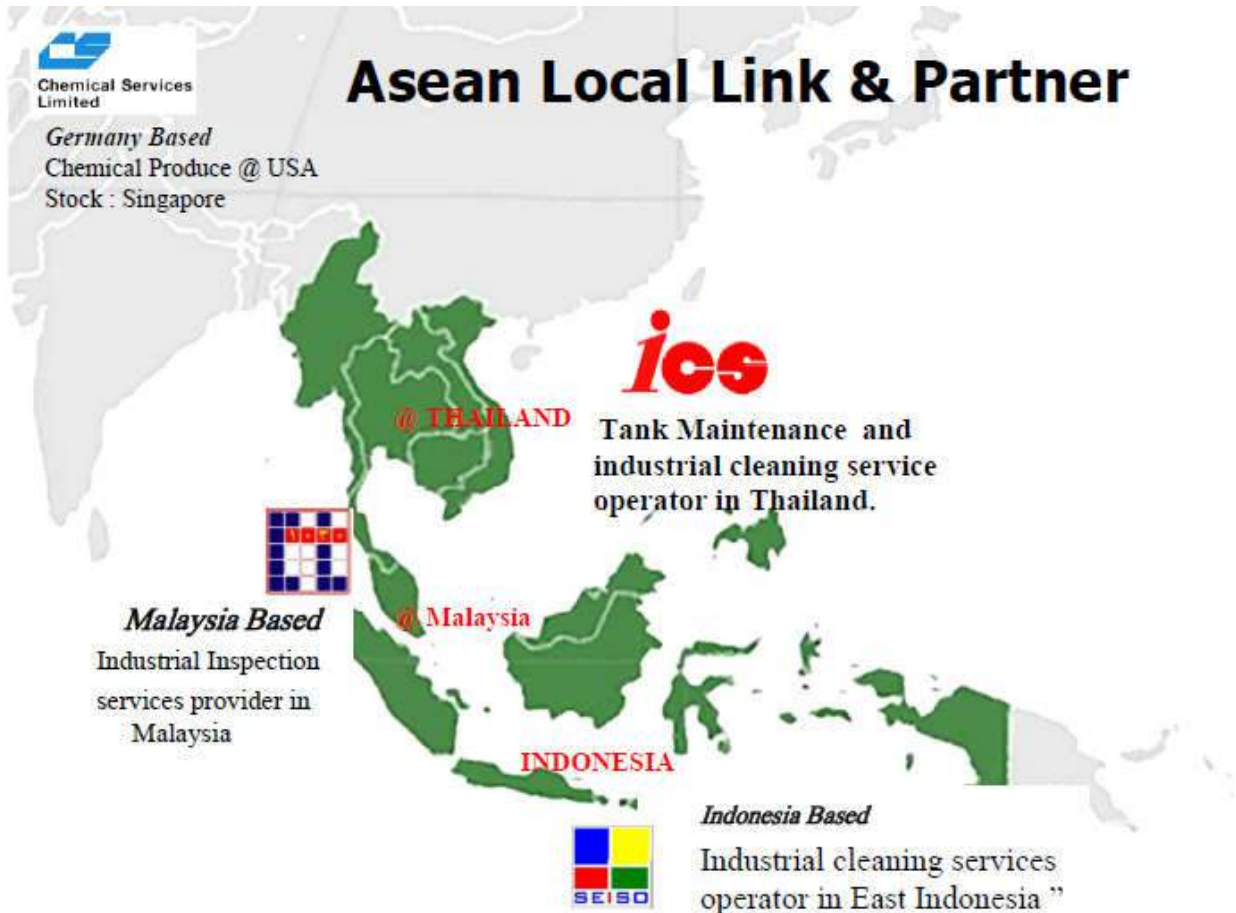 Asean Local Link & Partner
Chemical Services
Limited
Germany Based
Chemical Produce @ USA
Stock : Singapore
ics
@ THAILAND
Tank Maintenance and
industrial cleaning service
operator in Thailand.
Malaysia Based
@ Malaysia
Industrial Inspection
services provider in
Malaysia
INDONESIA
Indonesia Based
SEISO
Industrial cleaning services
operator in East Indonesia ”